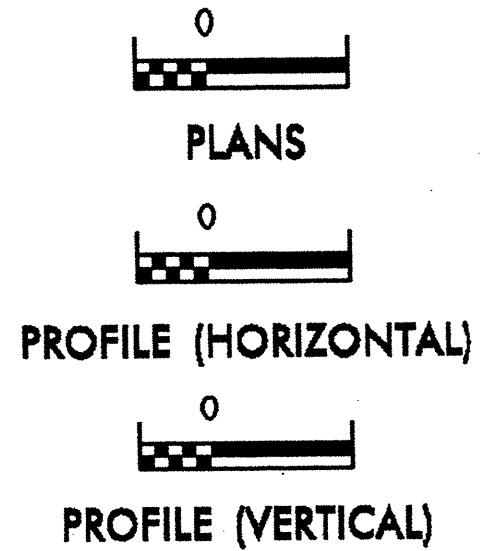 0
PLANS
0
PROFILE (HORIZONTAL)
0
PROFILE (VERTICAL)